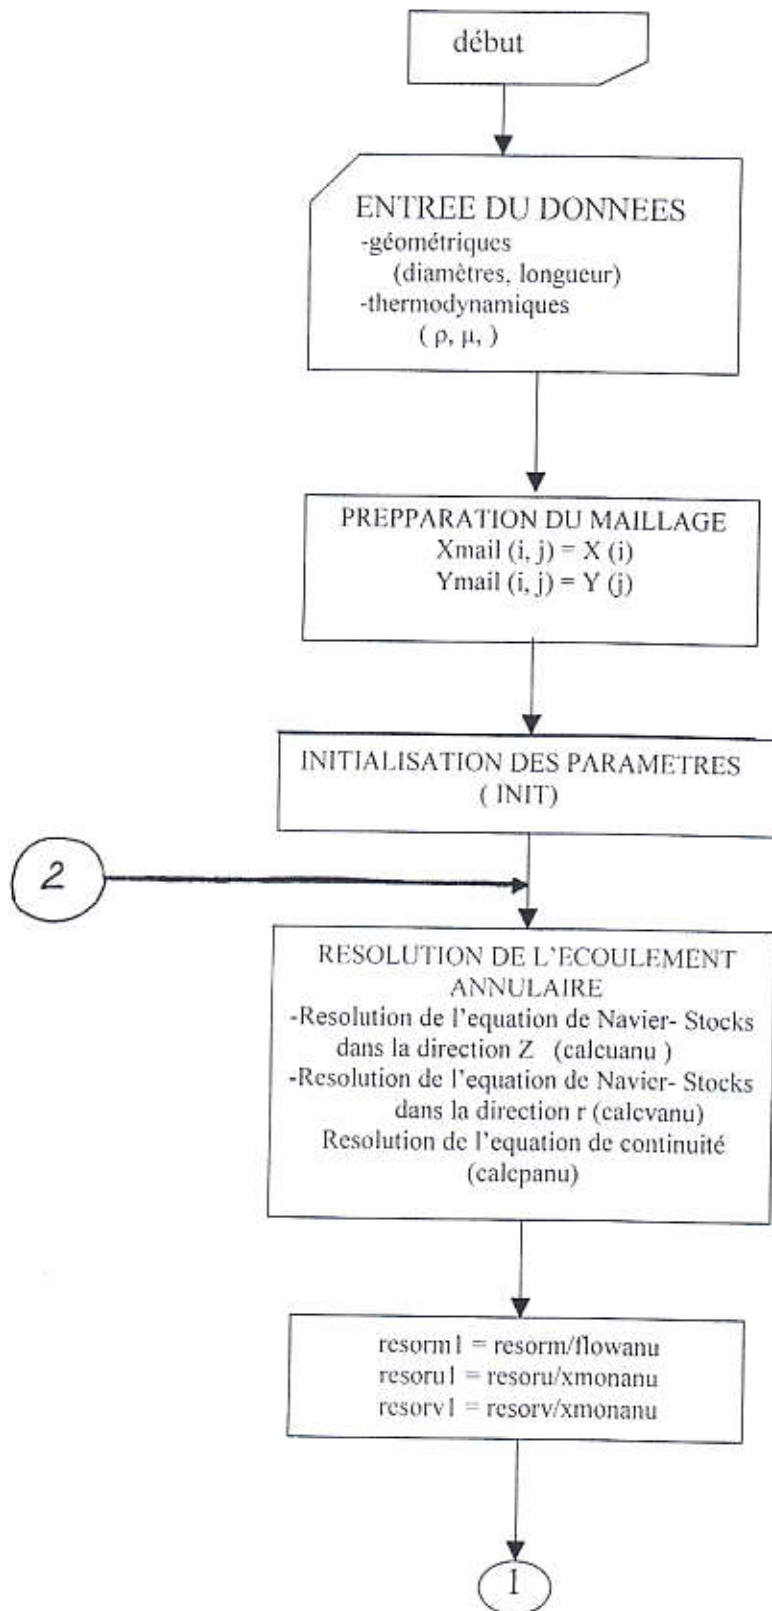 début
ENTREE DU DONNEES
-géométriques
(diamètres, longueur)
-thermodynamiques
( ρ, μ, )
PREPPARATION DU MAILLAGE
Xmail (i, j) = X (i)
Ymail (i, j) = Y (j)
INITIALISATION DES PARAMETRES
( INIT)
2
RESOLUTION DE L'ECOULEMENT
ANNULAIRE
-Resolution de l'equation de Navier- Stocks
dans la direction Z (calcuanu )
-Resolution de l'equation de Navier- Stocks
dans la direction r (calcvanu)
Resolution de l'equation de continuité
(calcpanu)
resorm1 = resorm/flowanu
resoru1 = resoru/xmonanu
resorv1 = resorv/xmonanu
1